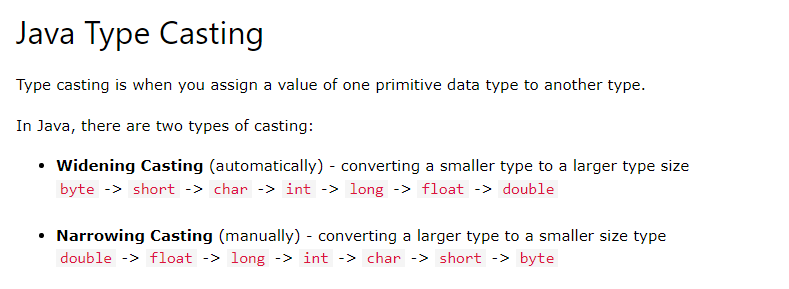 Java Type Casting
Type casting is when you assign a value of one primitive data type to another type.
In Java, there are two types of casting:
• Widening Casting (automatically) - converting a smaller type to a larger type size
byte -> short -> char -> int -> long -> float -> double
• Narrowing Casting (manually) - converting a larger type to a smaller size type
double -> float -> long -> int -> char -> short -> byte